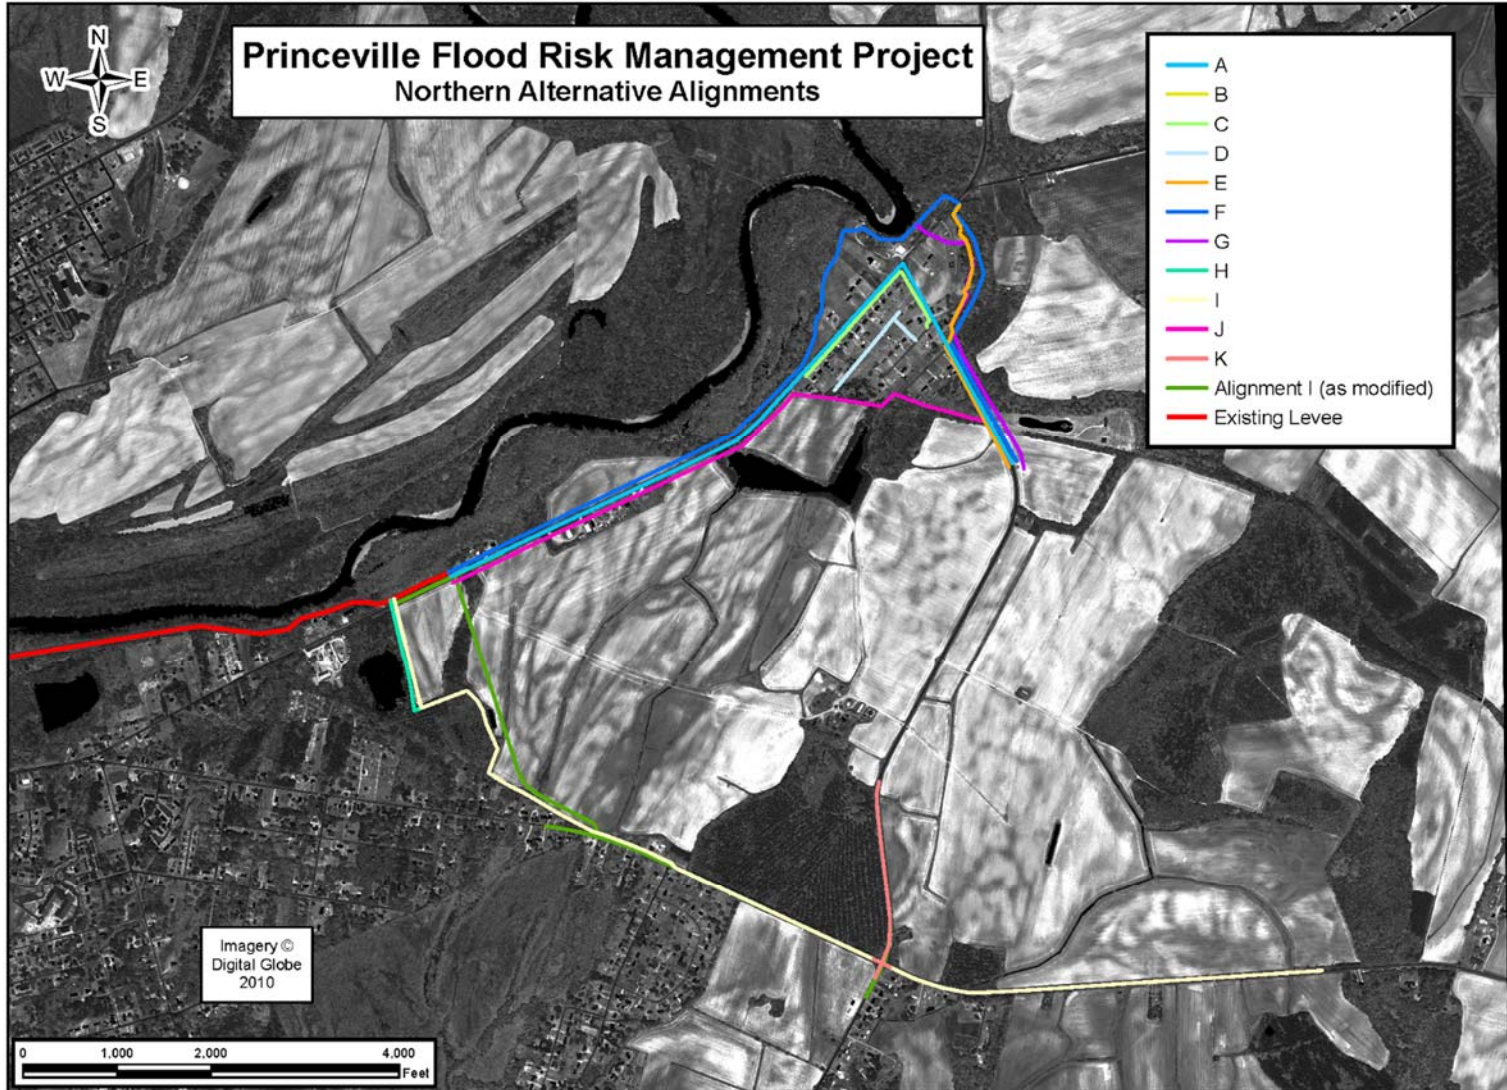 N
W E
S
Princeville Flood Risk Management Project
Northern Alternative Alignments
A
B
C
D
E
F
G
H
I
J
K
Alignment I (as modified)
Existing Levee
Imagery ©
Digital Globe
2010
0 1,000 2,000 4,000
Feet